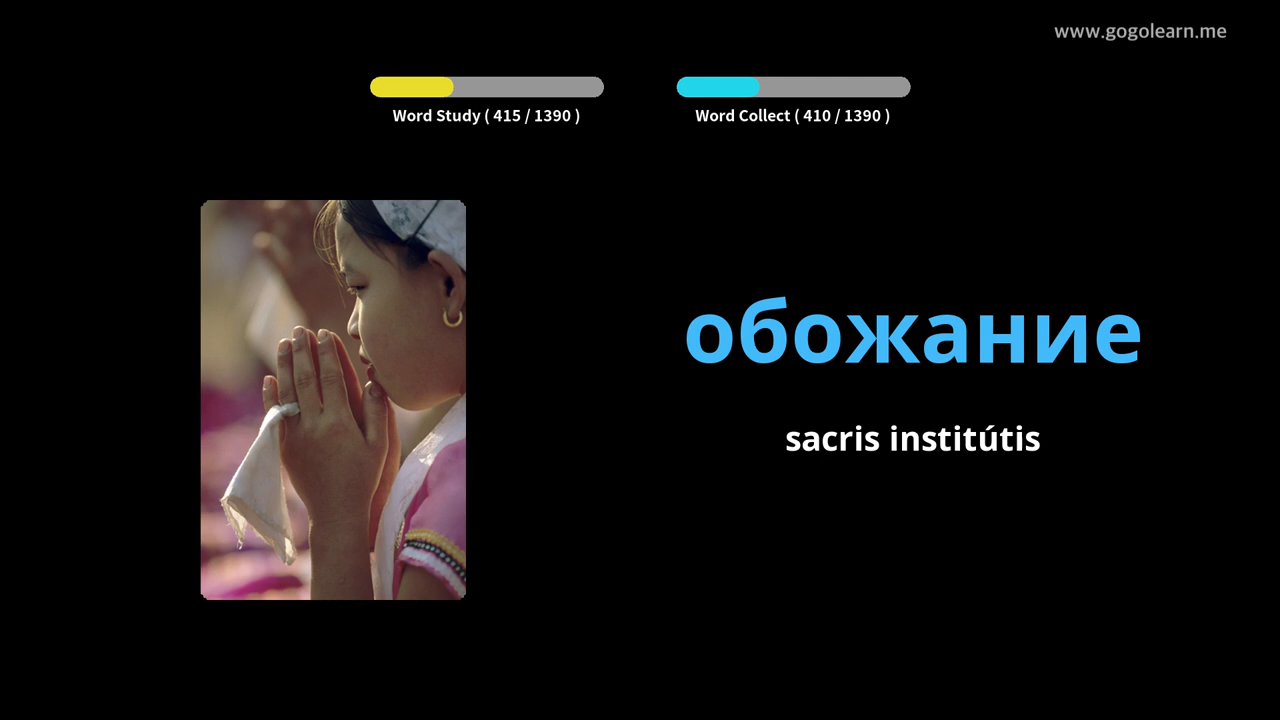 www.gogolearn.me
Word Study ( 415 / 1390 )
Word Collect ( 410 / 1390 )
обожание
sacris institútis